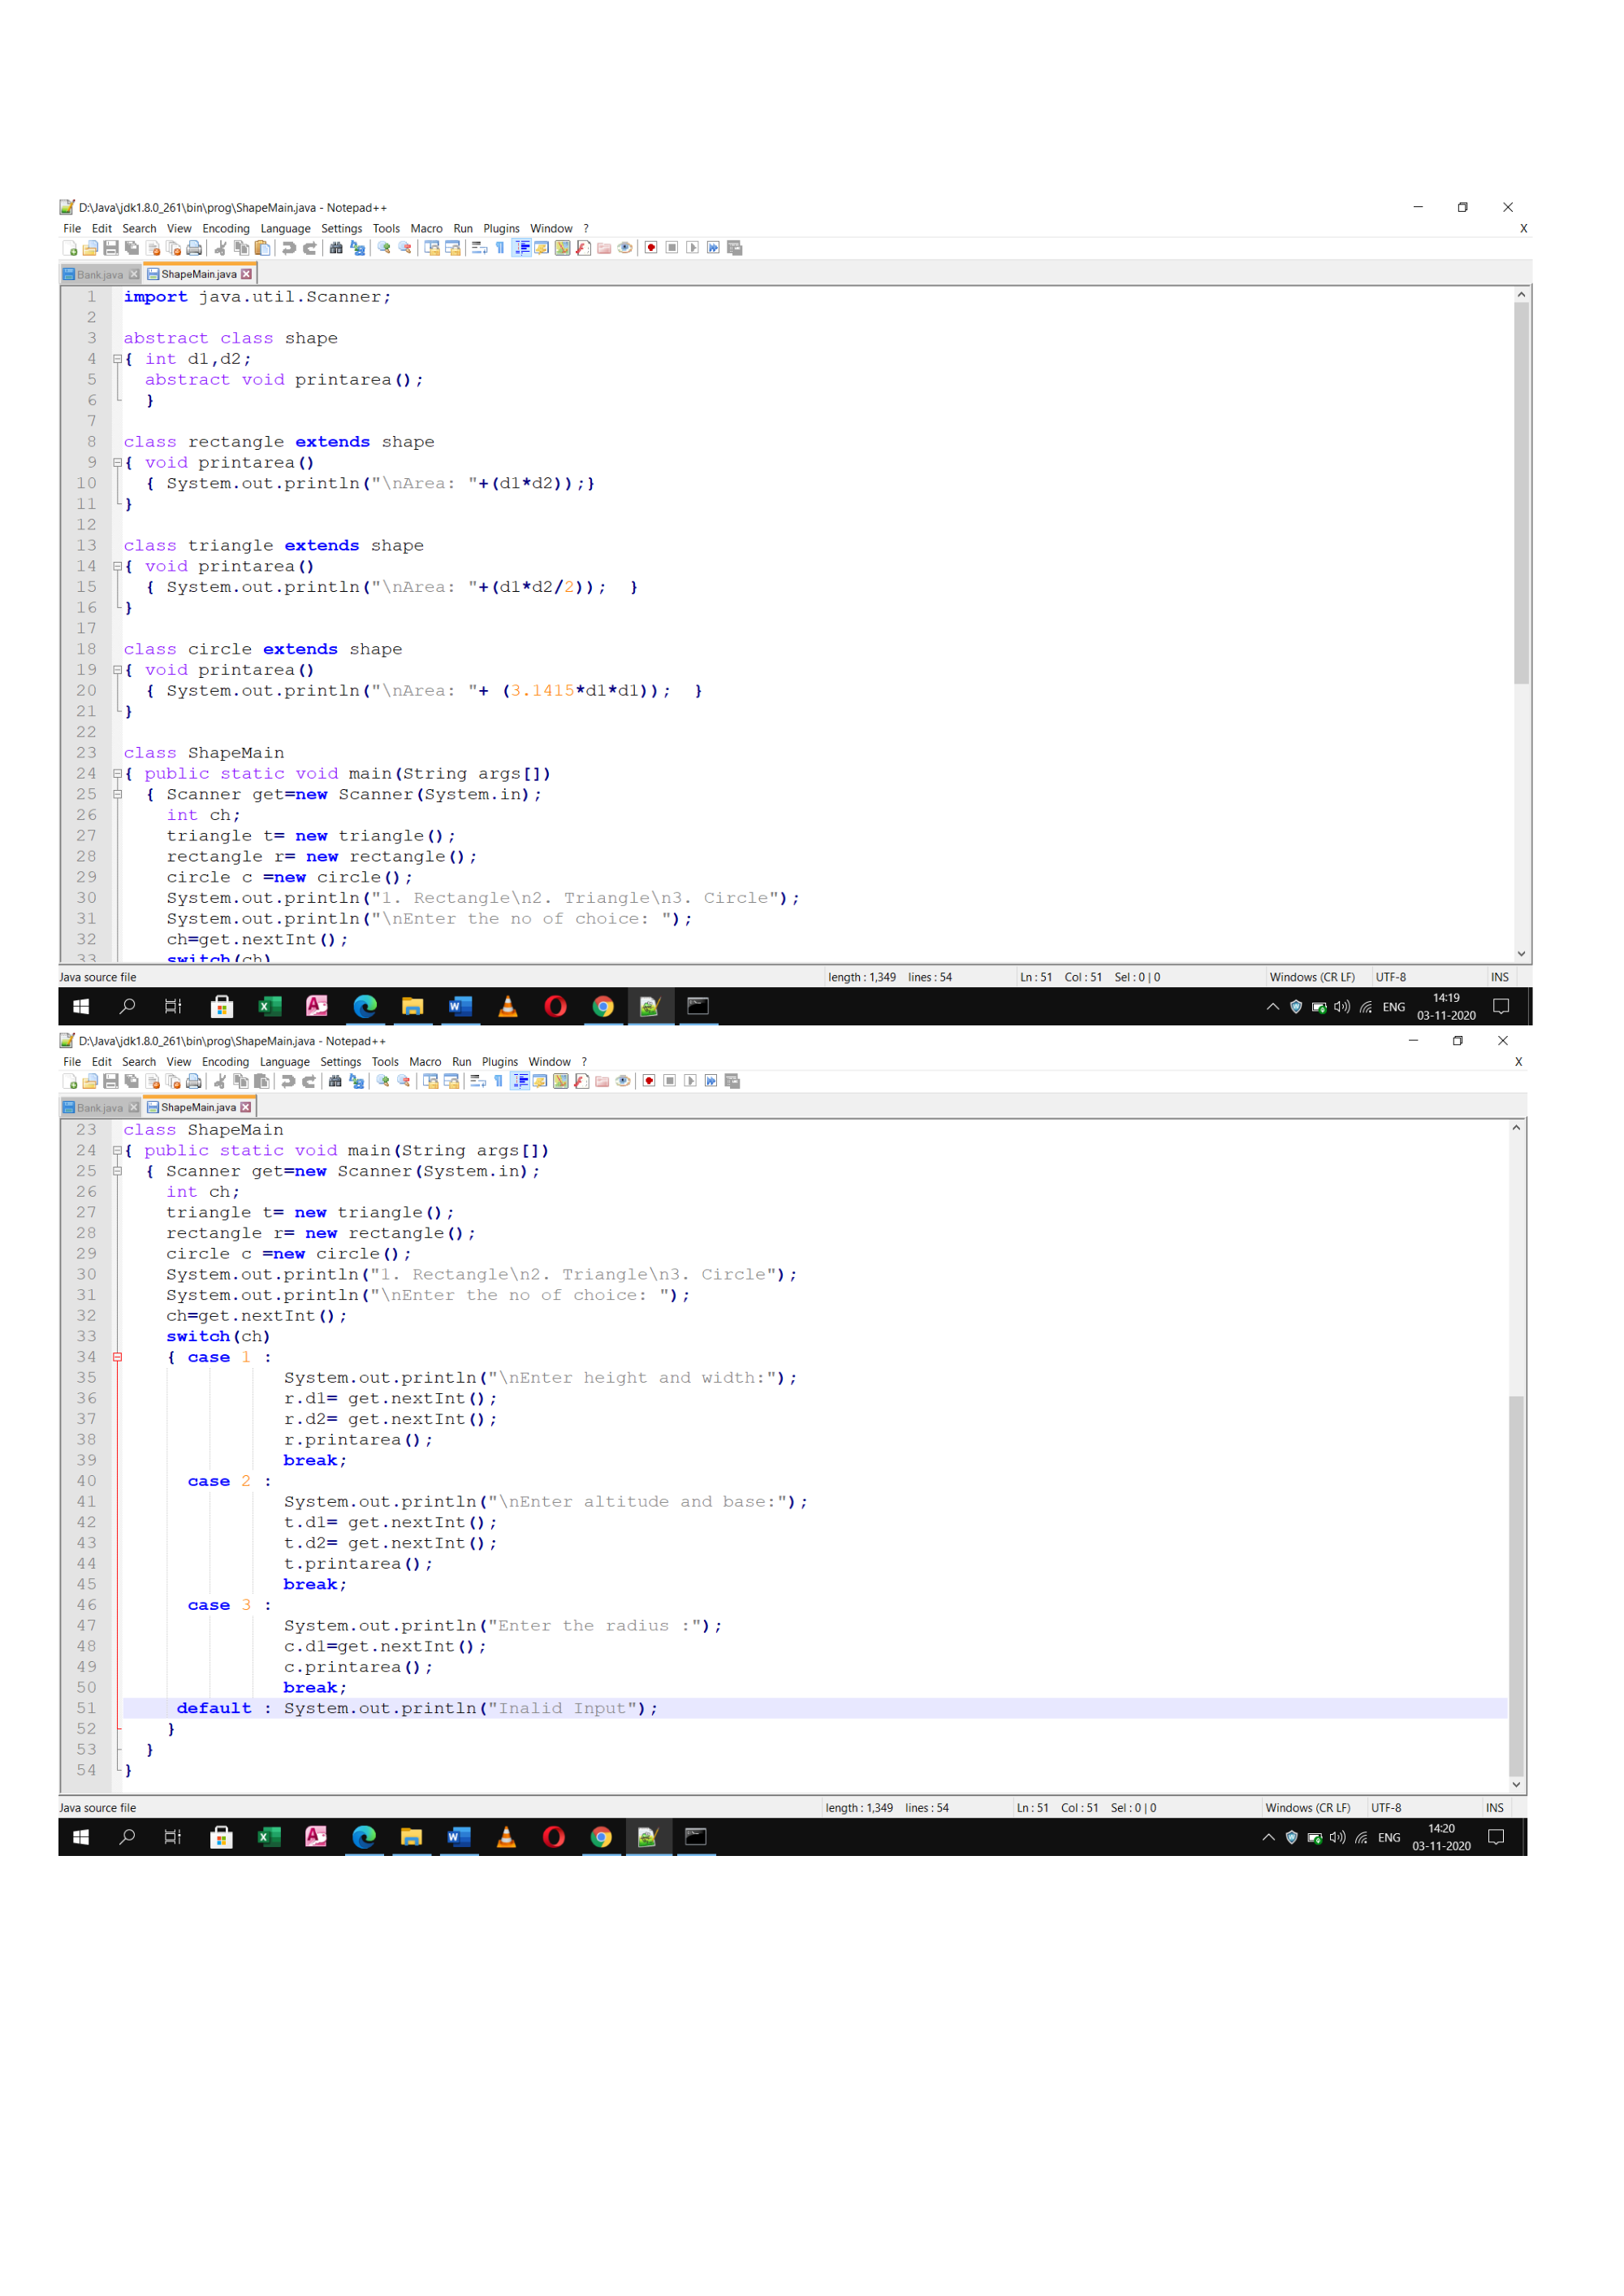 D:\Java\jdk1.8.0_261\bin\prog\ShapeMain.java - Notepad++
File Edit Search View Encoding Language Settings Tools Macro Run Plugins Window ? X
Bank.java ShapeMain.java
1 import java.util.Scanner;
2
3 abstract class shape
4 { int d1,d2;
5 abstract void printarea();
6 }
7
8 class rectangle extends shape
9 { void printarea()
10 { System.out.println("\nArea: "+(d1*d2));}
11 }
12
13 class triangle extends shape
14 { void printarea()
15 { System.out.println("\nArea: "+(d1*d2/2)); }
16 }
17
18 class circle extends shape
19 { void printarea()
20 { System.out.println("\nArea: "+ (3.1415*d1*d1)); }
21 }
22
23 class ShapeMain
24 { public static void main(String args[])
25 { Scanner get=new Scanner(System.in);
26 int ch;
27 triangle t= new triangle();
28 rectangle r= new rectangle();
29 circle c =new circle();
30 System.out.println("1. Rectangle\n2. Triangle\n3. Circle");
31 System.out.println("\nEnter the no of choice: ");
32 ch=get.nextInt();
33 switch(ch)
Java source file length : 1,349 lines : 54 Ln : 51 Col : 51 Sel : 0 | 0 Windows (CR LF) UTF-8 INS
ENG 14:19
03-11-2020
D:\Java\jdk1.8.0_261\bin\prog\ShapeMain.java - Notepad++
File Edit Search View Encoding Language Settings Tools Macro Run Plugins Window ? X
Bank.java ShapeMain.java
23 class ShapeMain
24 { public static void main(String args[])
25 { Scanner get=new Scanner(System.in);
26 int ch;
27 triangle t= new triangle();
28 rectangle r= new rectangle();
29 circle c =new circle();
30 System.out.println("1. Rectangle\n2. Triangle\n3. Circle");
31 System.out.println("\nEnter the no of choice: ");
32 ch=get.nextInt();
33 switch(ch)
34 { case 1 :
35 System.out.println("\nEnter height and width:");
36 r.d1= get.nextInt();
37 r.d2= get.nextInt();
38 r.printarea();
39 break;
40 case 2 :
41 System.out.println("\nEnter altitude and base:");
42 t.d1= get.nextInt();
43 t.d2= get.nextInt();
44 t.printarea();
45 break;
46 case 3 :
47 System.out.println("Enter the radius :");
48 c.d1=get.nextInt();
49 c.printarea();
50 break;
51 default : System.out.println("Inalid Input");
52 }
53 }
54 }
Java source file length : 1,349 lines : 54 Ln : 51 Col : 51 Sel : 0 | 0 Windows (CR LF) UTF-8 INS
ENG 14:20
03-11-2020